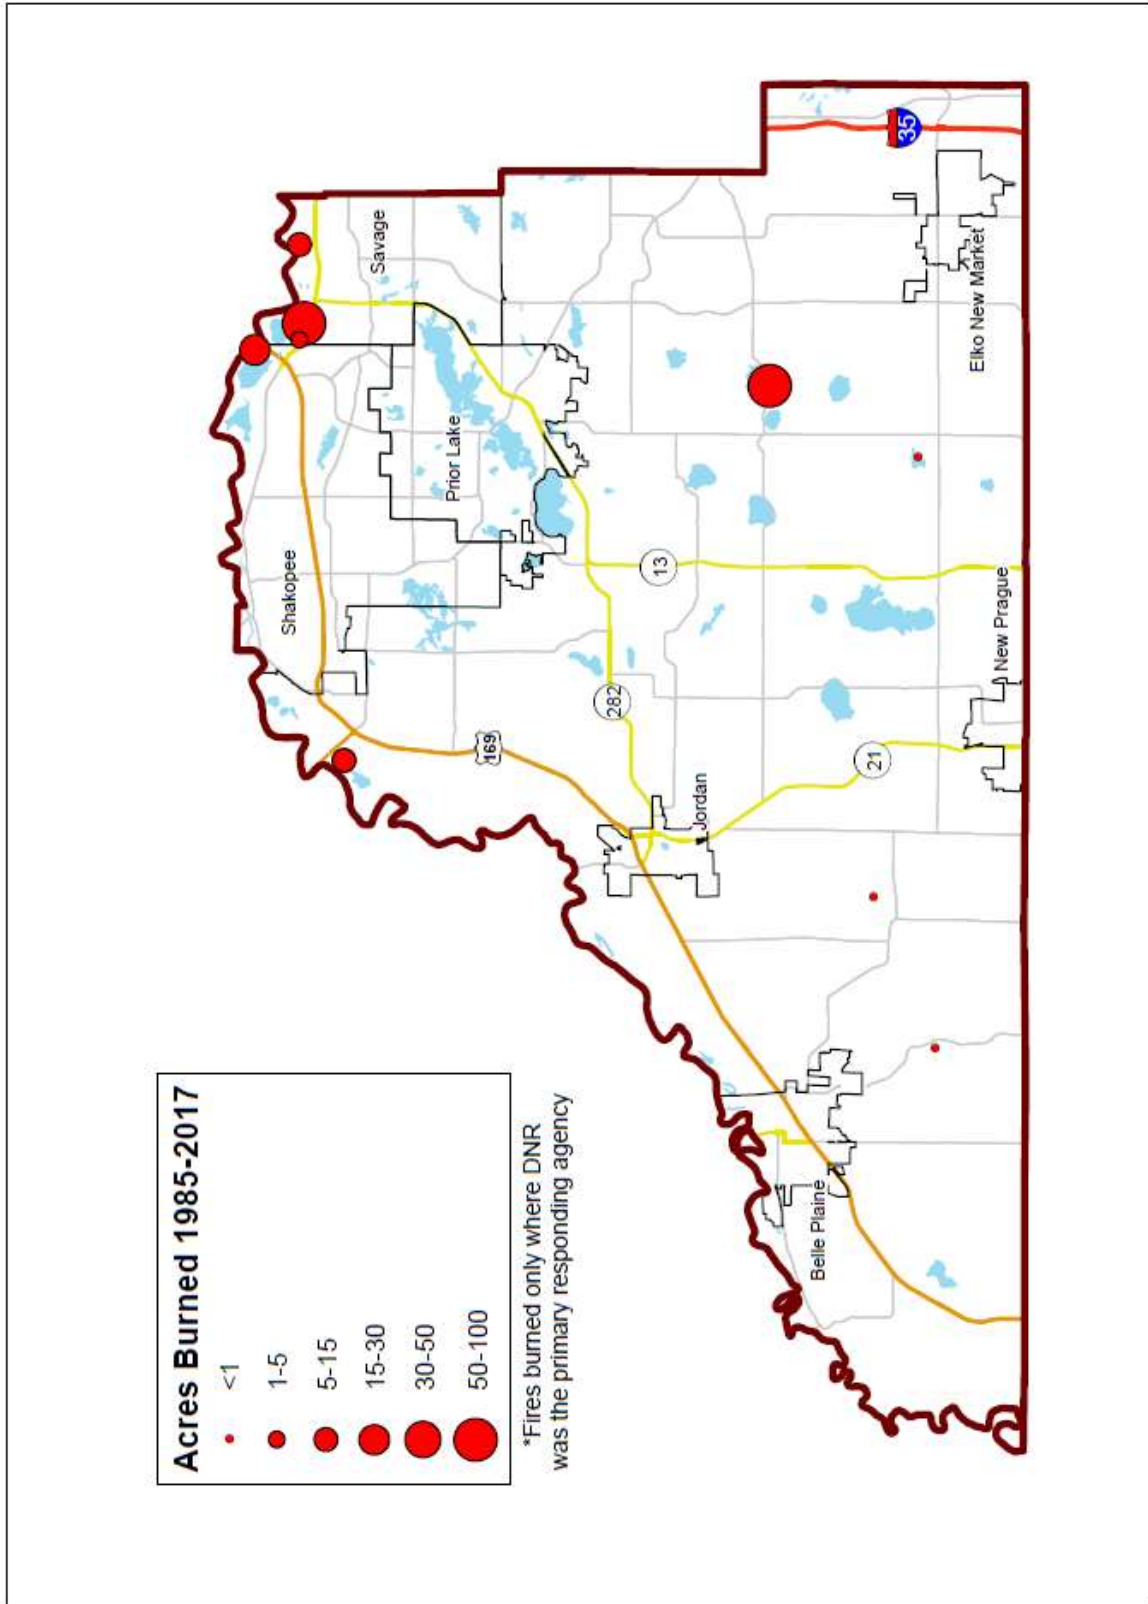 Acres Burned 1985-2017
<1
1-5
5-15
15-30
30-50
50-100
*Fires burned only where DNR
was the primary responding agency
Savage
Shakopee
Prior Lake
169
282
13
35
Jordan
21
Elko New Market
New Prague
Belle Plaine